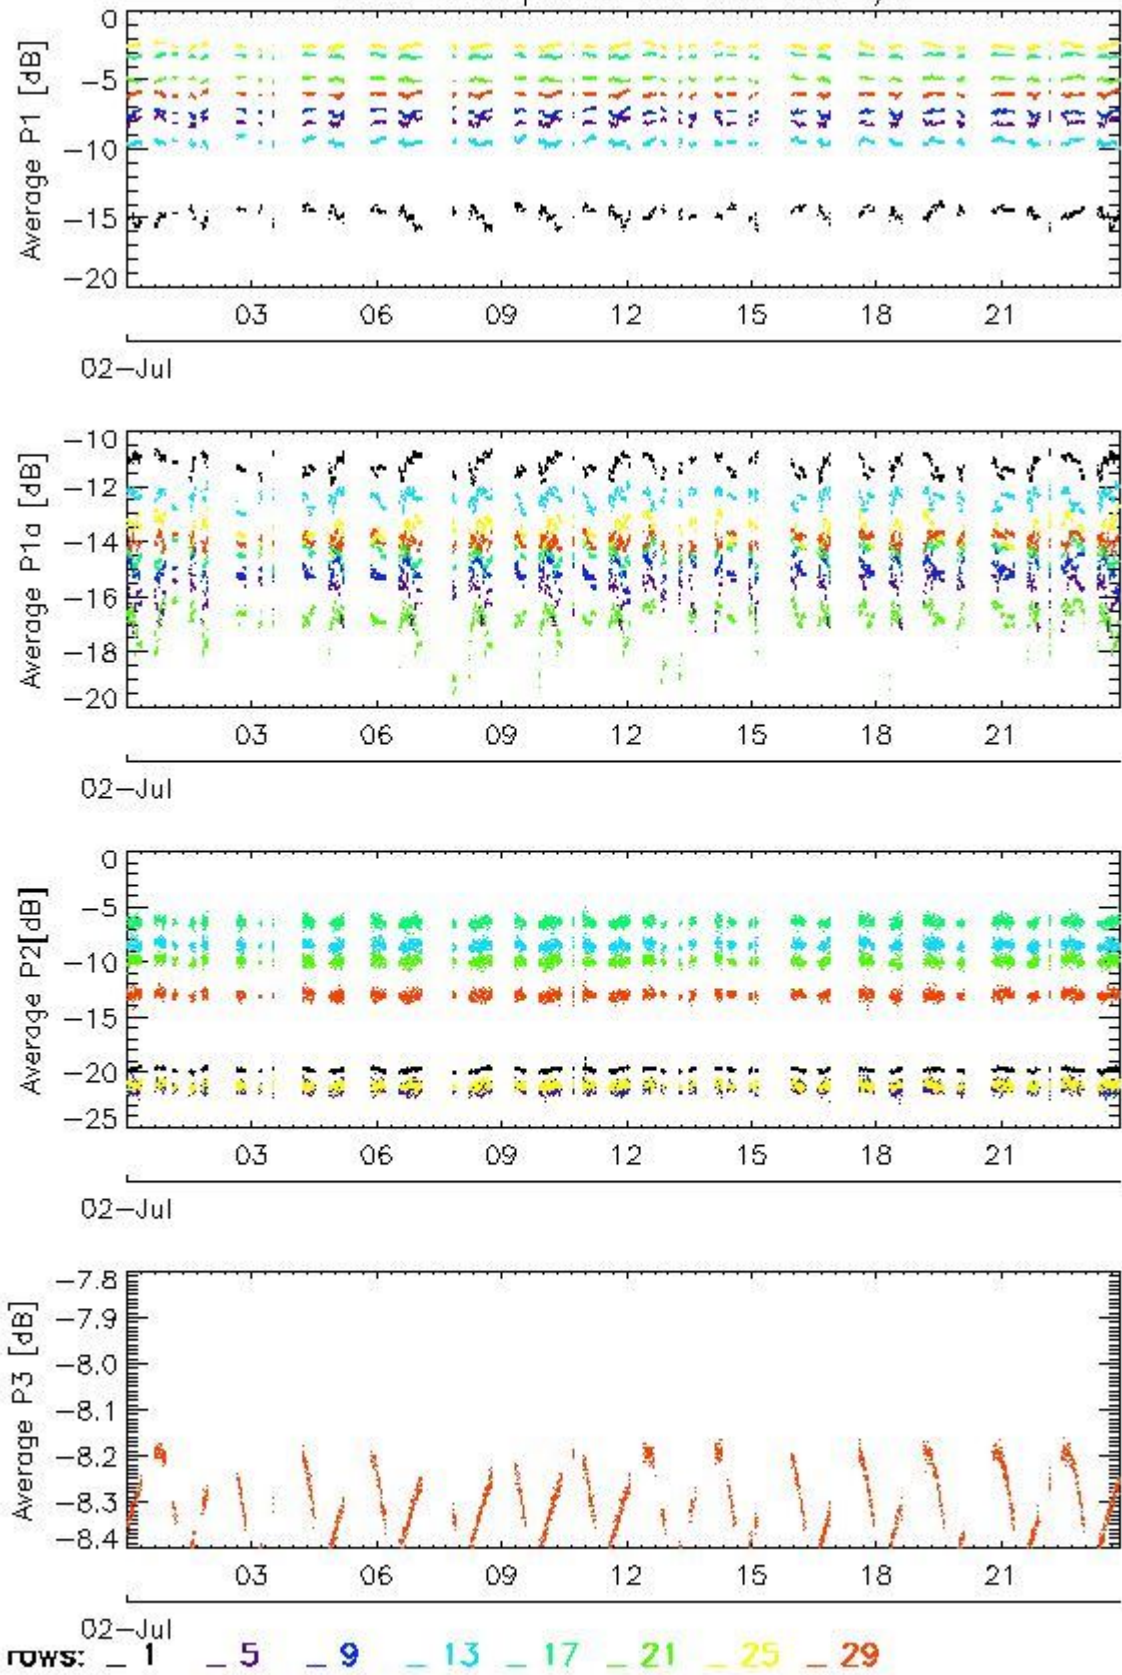 0
-5
-10
-15
-20
Average P1 [dB]
03 06 09 12 15 18 21
02-Jul
-10
-12
-14
-16
-18
-20
Average P1a [dB]
03 06 09 12 15 18 21
02-Jul
0
-5
-10
-15
-20
-25
Average P2[dB]
03 06 09 12 15 18 21
02-Jul
-7.8
-7.9
-8.0
-8.1
-8.2
-8.3
-8.4
Average P3 [dB]
03 06 09 12 15 18 21
02-Jul
rows: _ 1 _ 5 _ 9 _ 13 _ 17 _ 21 _ 25 _ 29